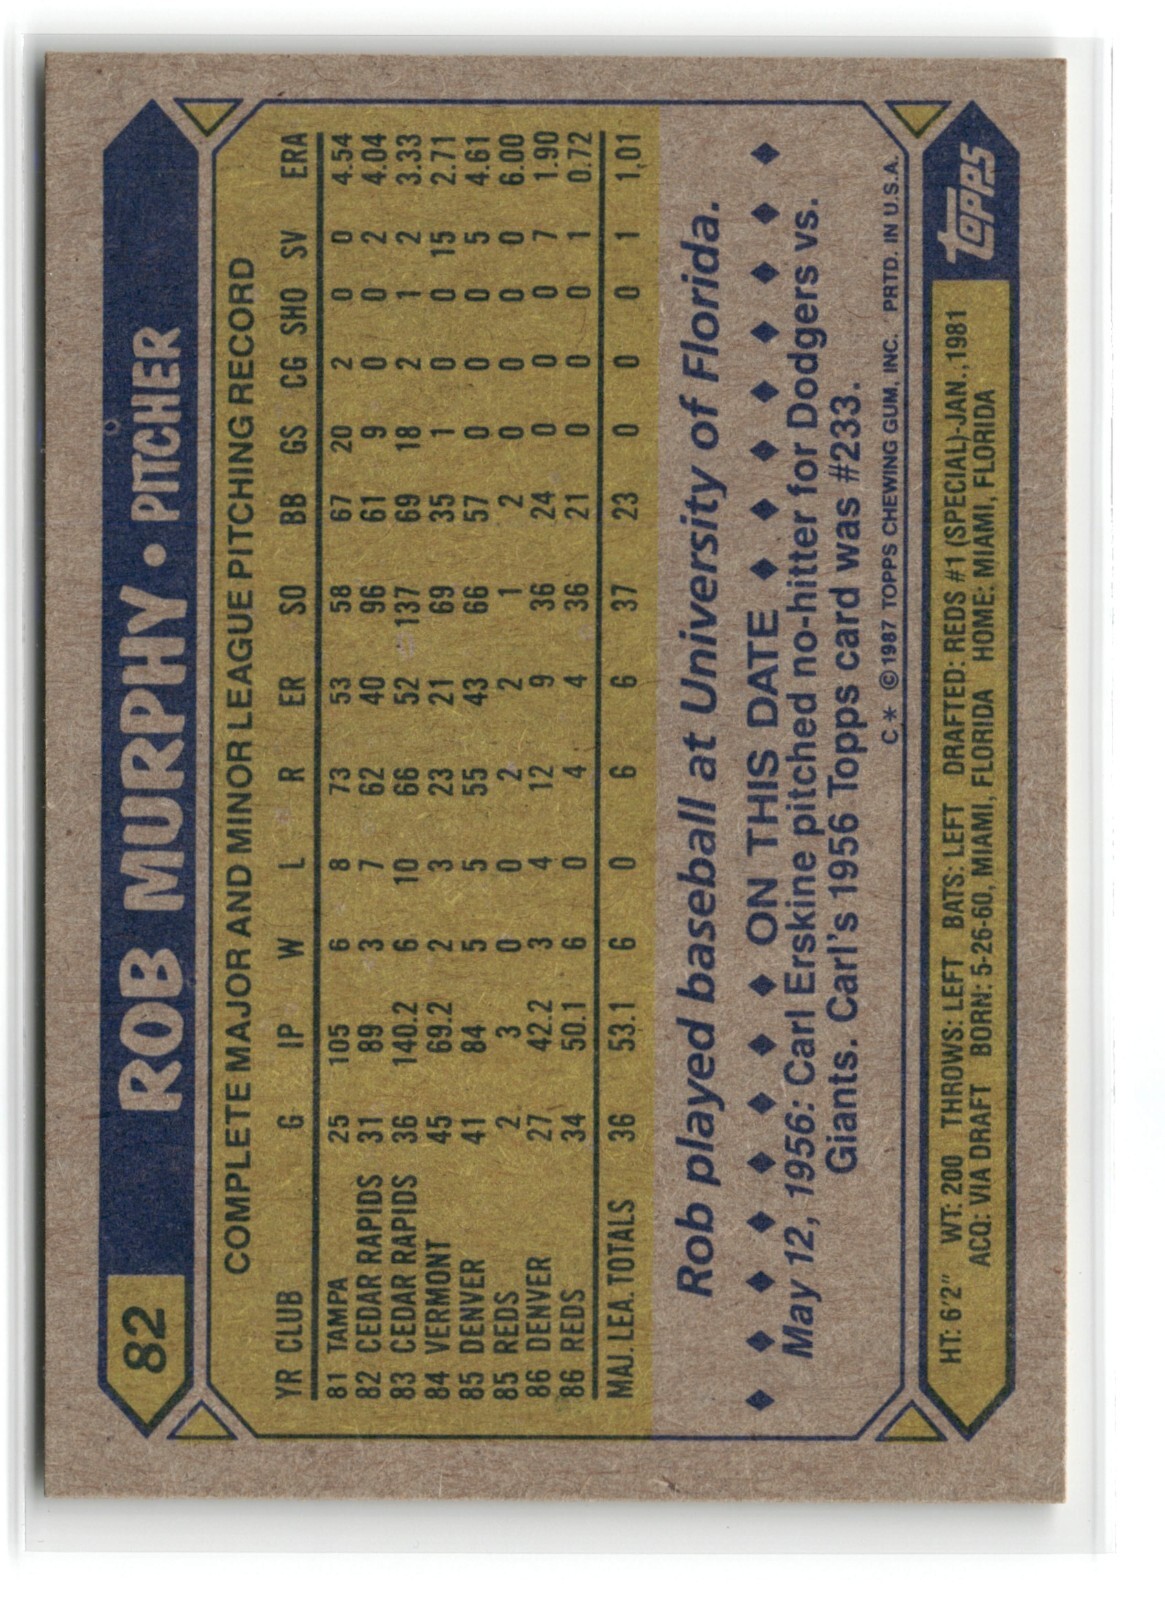 82 ROB MURPHY • PITCHER
COMPLETE MAJOR AND MINOR LEAGUE PITCHING RECORD
YR CLUB G IP W L R ER SO BB GS CG SHO SV ERA
81 TAMPA 25 105 6 8 73 53 58 67 20 2 0 0 4.54
82 CEDAR RAPIDS 31 89 3 7 62 40 96 61 9 0 0 2 4.04
83 CEDAR RAPIDS 36 140.2 6 10 66 52 137 69 18 2 1 2 3.33
84 VERMONT 45 69.2 2 3 23 21 69 35 1 0 0 15 2.71
85 DENVER 41 84 5 5 55 43 66 57 0 0 0 5 4.61
85 REDS 2 3 0 0 2 2 1 2 0 0 0 0 6.00
86 DENVER 27 42.2 3 4 12 9 36 24 0 0 0 7 1.90
86 REDS 34 50.1 6 0 4 4 36 21 0 0 0 1 0.72
MAJ. LEA. TOTALS 36 53.1 6 0 6 6 37 23 0 0 0 1 1.01
Rob played baseball at University of Florida.
◆ ◆ ◆ ◆ ◆ ◆ ◆ ◆ ON THIS DATE ◆ ◆ ◆ ◆ ◆ ◆ ◆ ◆
May 12, 1956: Carl Erskine pitched no-hitter for Dodgers vs.
Giants. Carl's 1956 Topps card was #233.
C* ©1987 TOPPS CHEWING GUM, INC. PRTD. IN U.S.A.
HT: 6'2" WT: 200 THROWS: LEFT BATS: LEFT DRAFTED: REDS #1 (SPECIAL)-JAN., 1981
ACQ: VIA DRAFT BORN: 5-26-60, MIAMI, FLORIDA HOME: MIAMI, FLORIDA
TOPPS